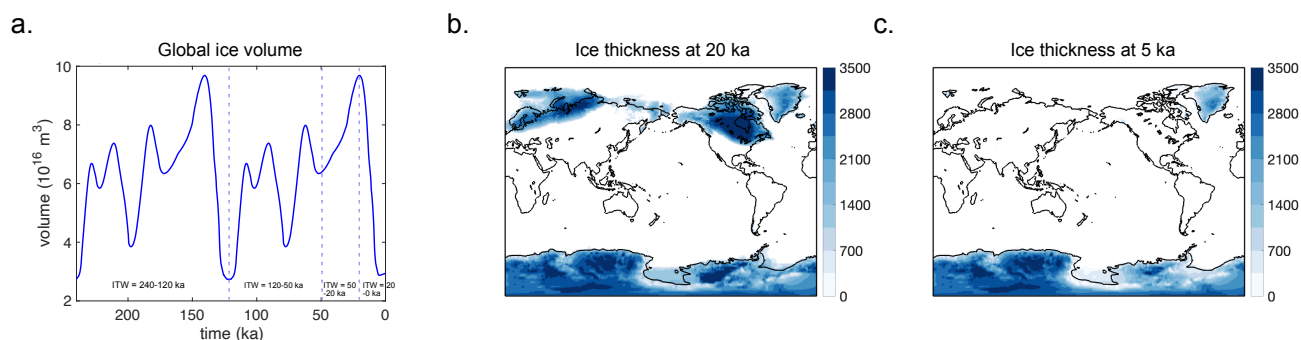 a.
Global ice volume
10
8
6
4
2
volume (10^16 m^3)
ITW = 240-120 ka
ITW = 120-50 ka
ITW = 50
-20 ka
ITW = 20
-0 ka
200
150
100
50
0
time (ka)
b.
Ice thickness at 20 ka
3500
2800
2100
1400
700
0
c.
Ice thickness at 5 ka
3500
2800
2100
1400
700
0